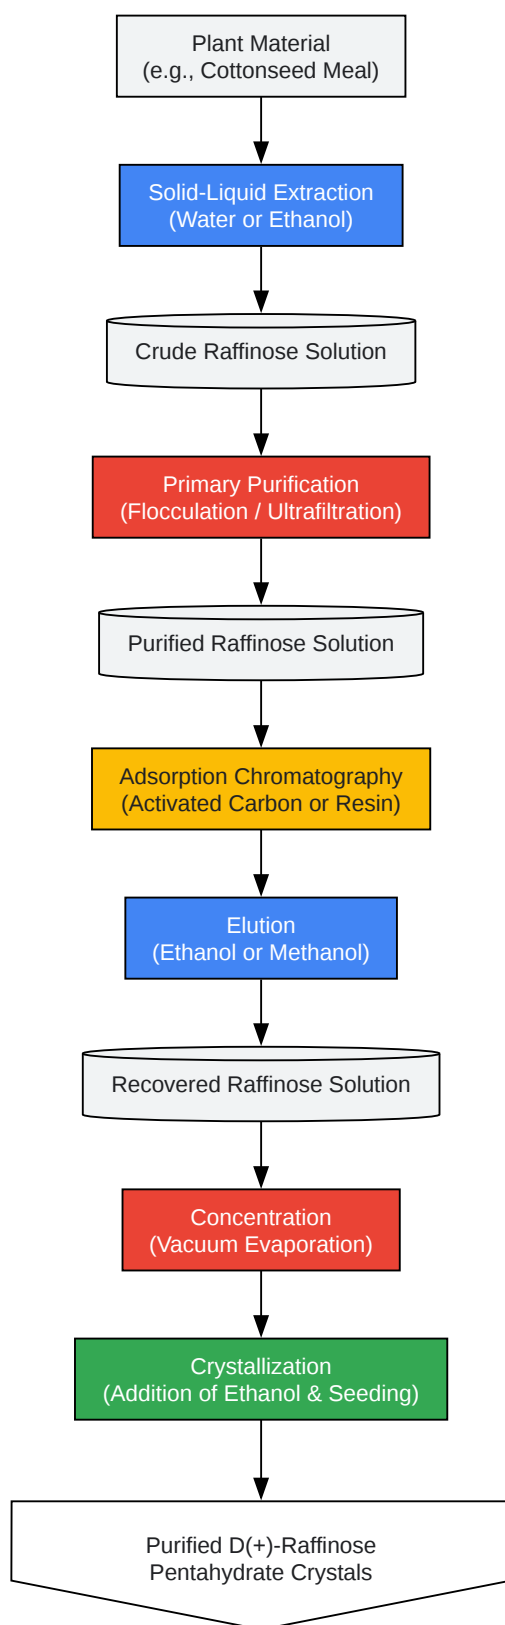 Plant Material
(e.g., Cottonseed Meal)
Solid-Liquid Extraction
(Water or Ethanol)
Crude Raffinose Solution
Primary Purification
(Flocculation / Ultrafiltration)
Purified Raffinose Solution
Adsorption Chromatography
(Activated Carbon or Resin)
Elution
(Ethanol or Methanol)
Recovered Raffinose Solution
Concentration
(Vacuum Evaporation)
Crystallization
(Addition of Ethanol & Seeding)
Purified D(+)-Raffinose
Pentahydrate Crystals